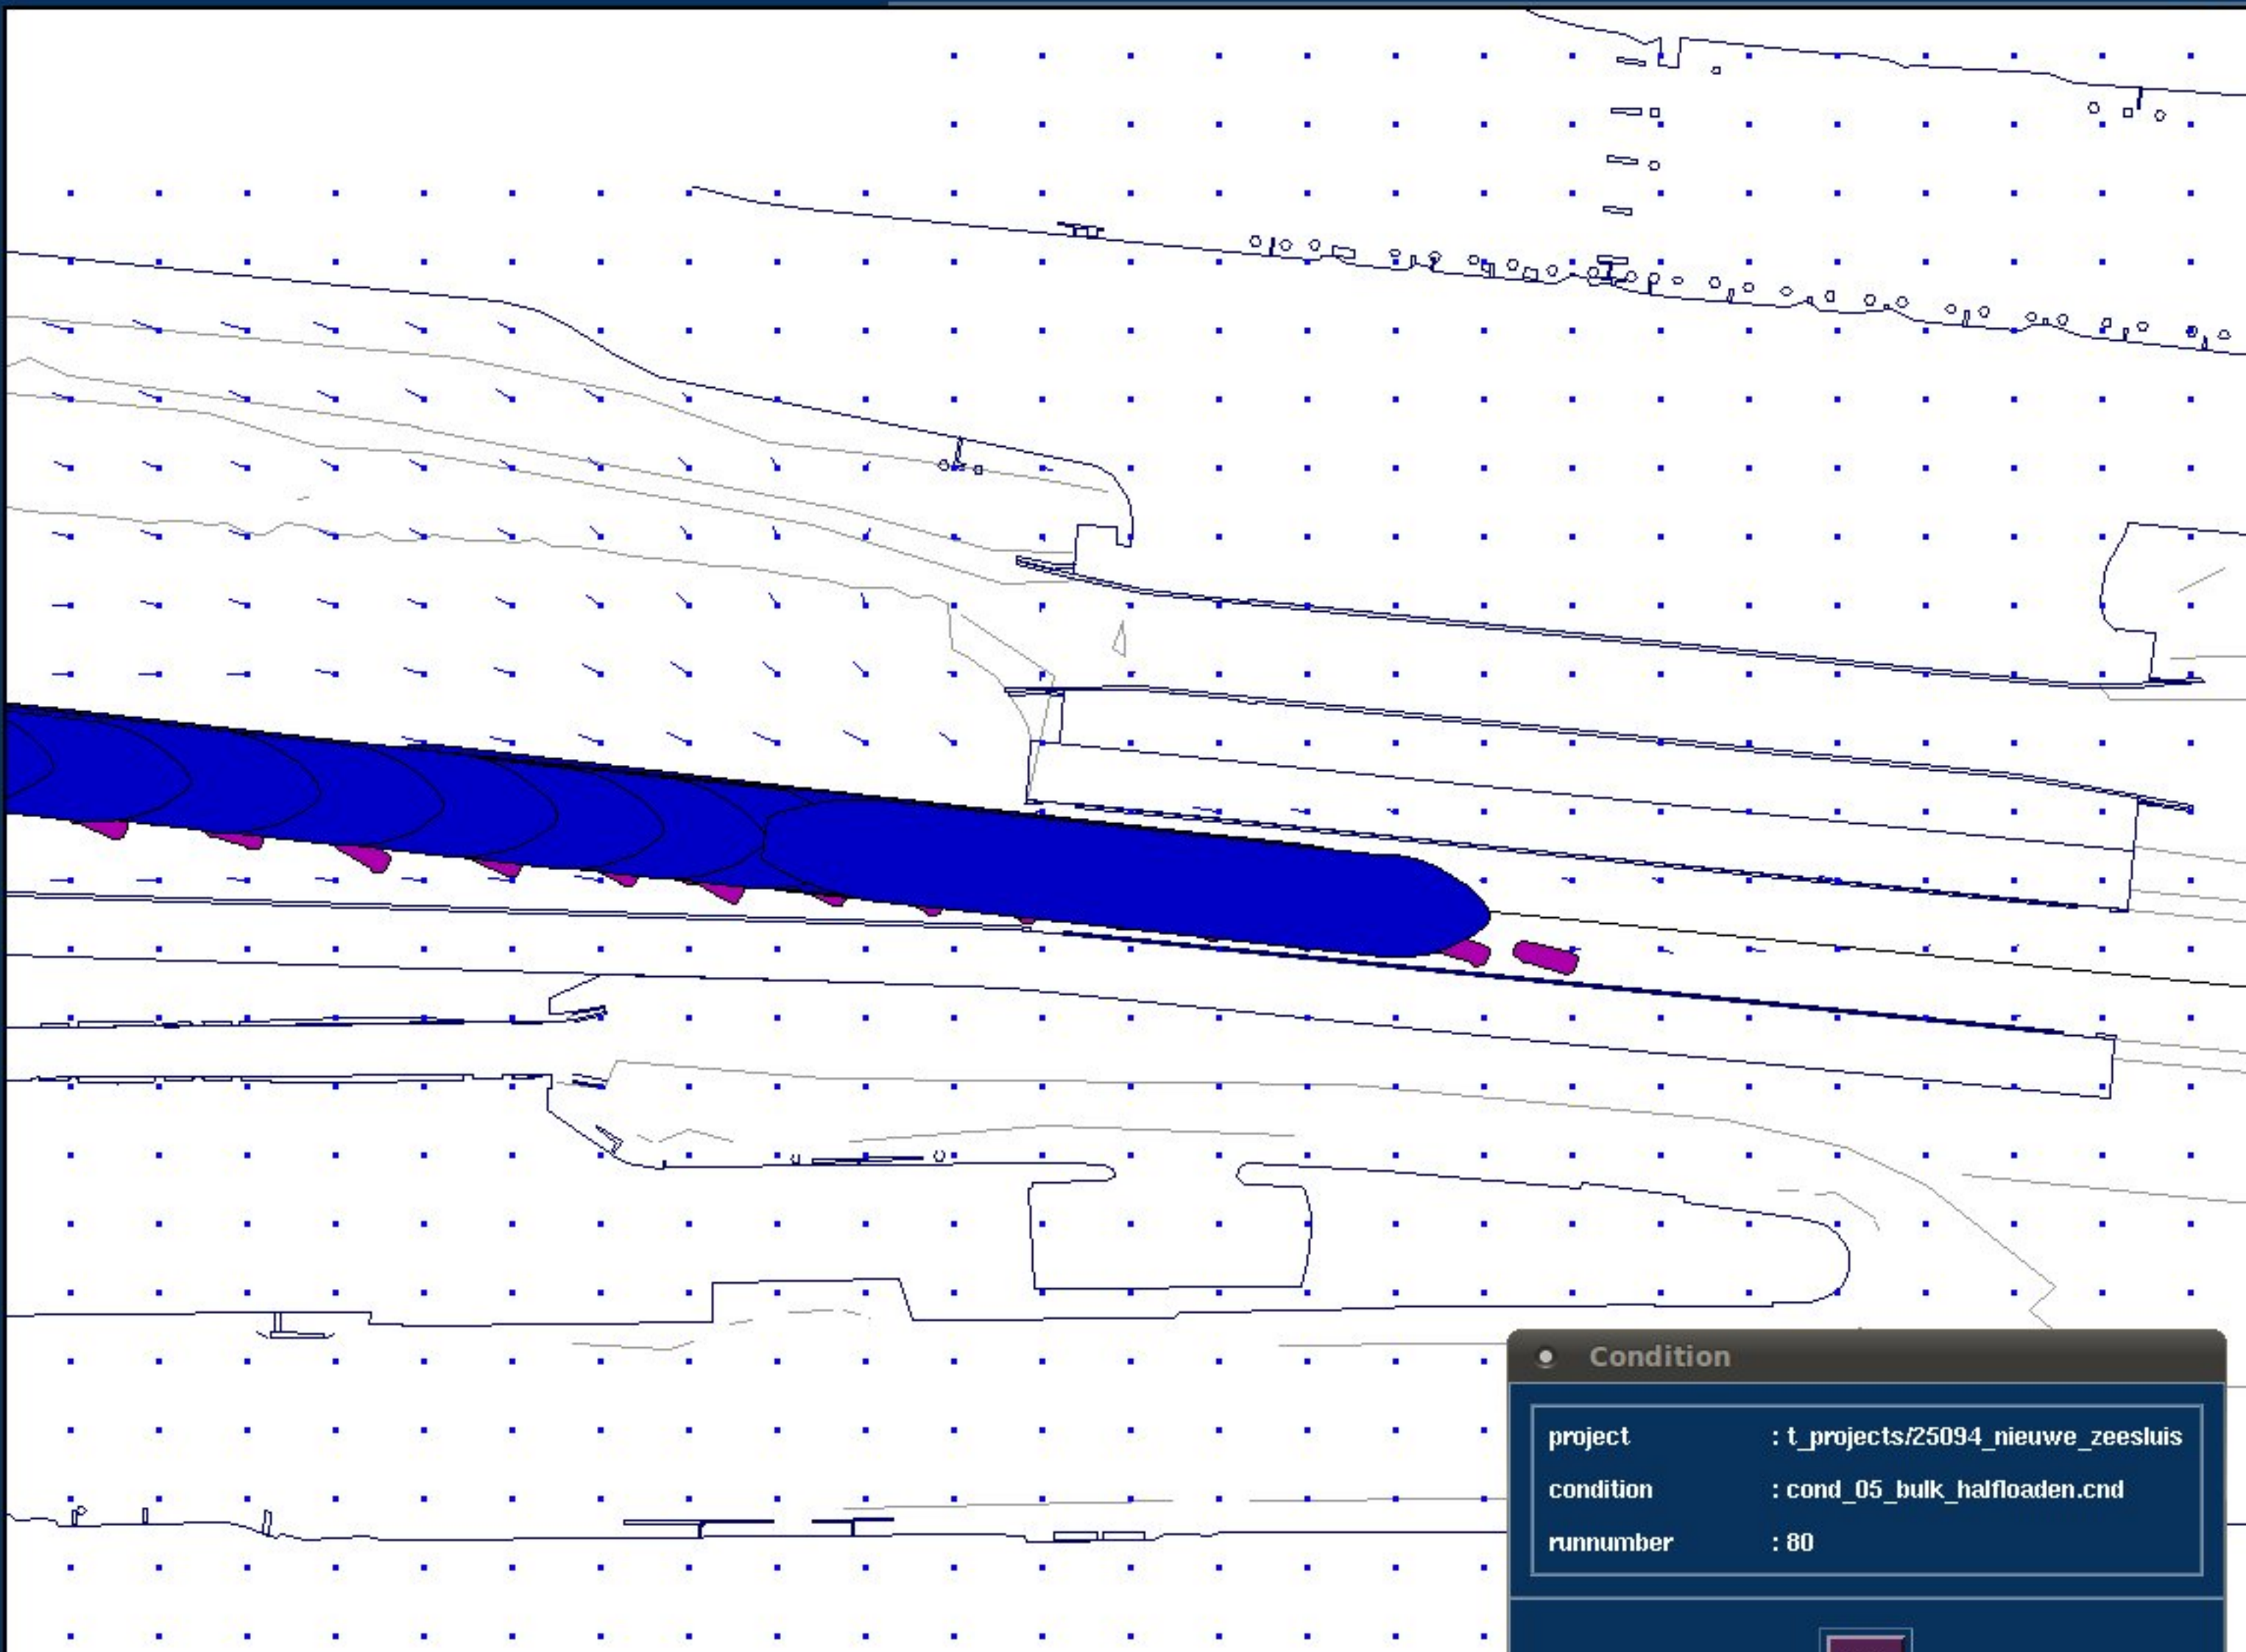 Condition
project : t_projects/25094_nieuwe_zeesluis
condition : cond_05_bulk_halfloaden.cnd
runnumber : 80